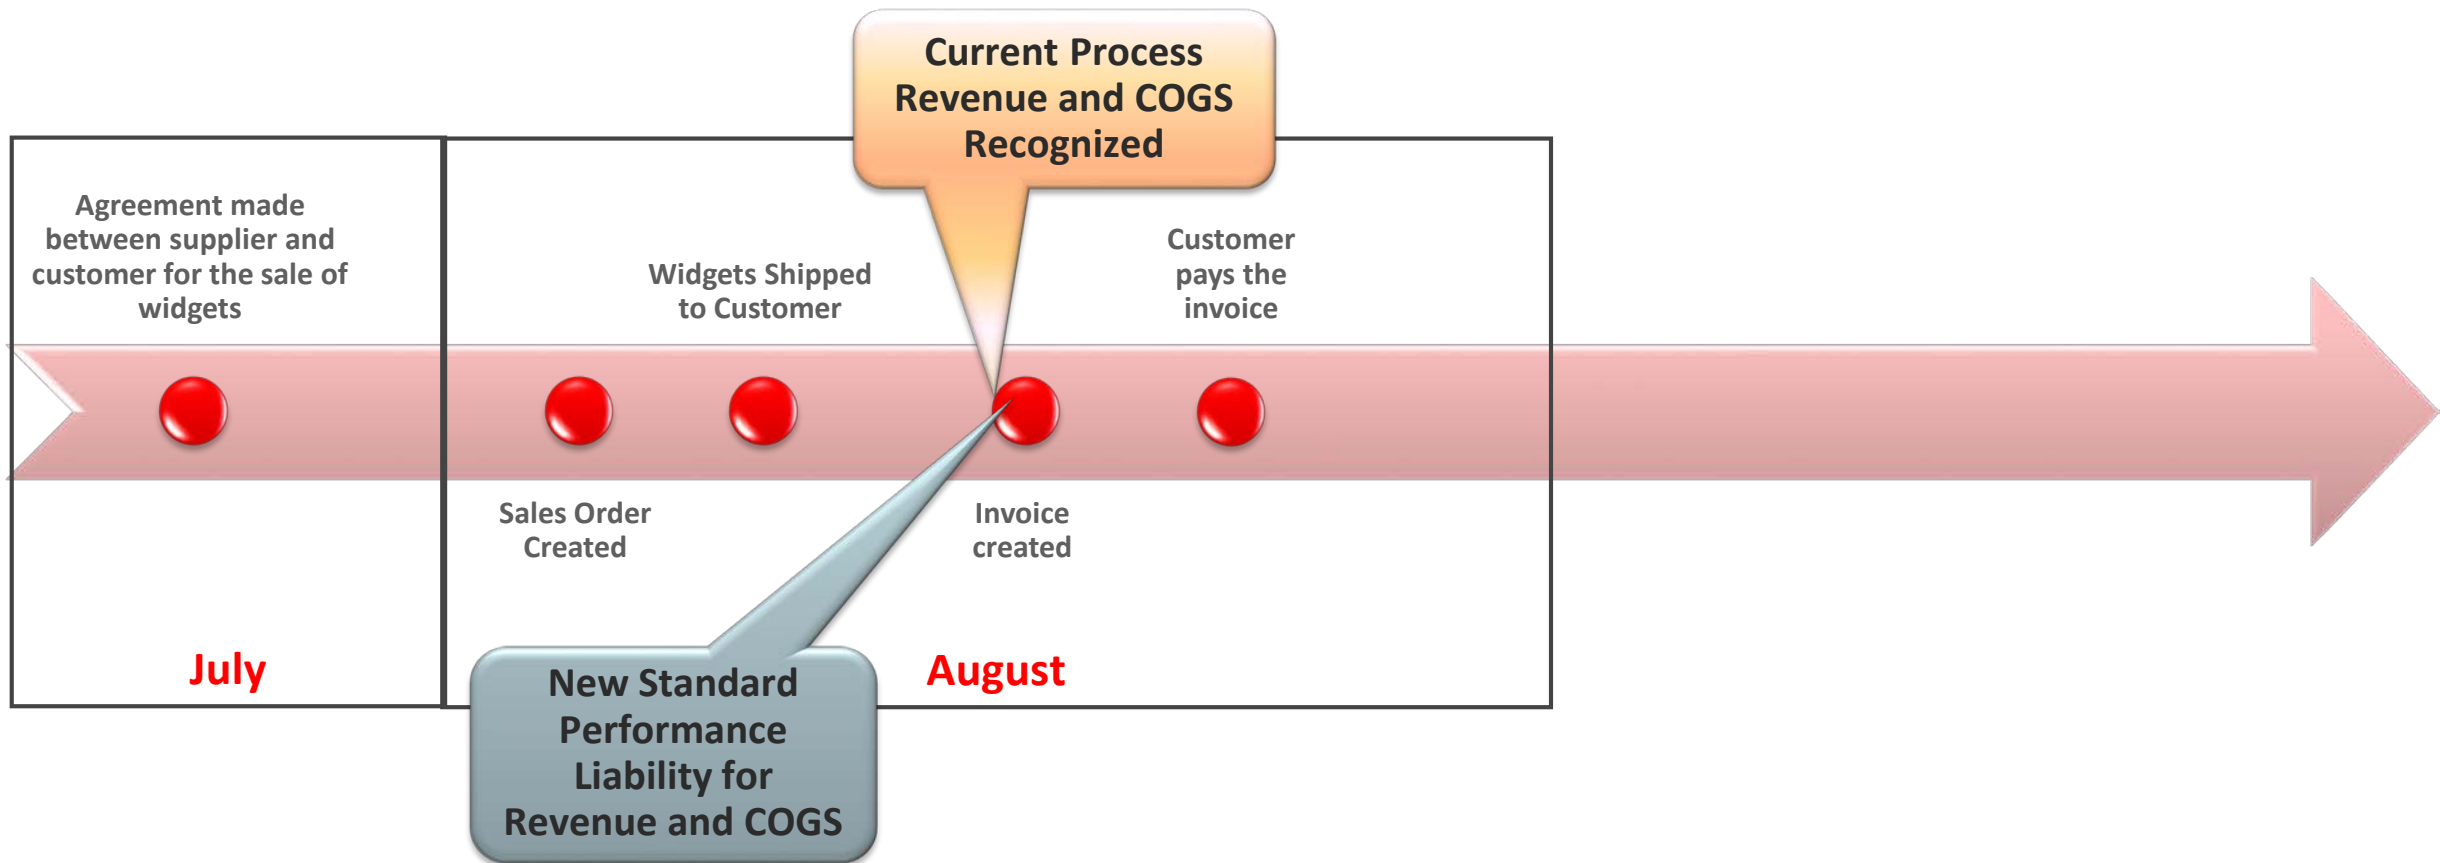 Current Process
Revenue and COGS
Recognized
Agreement made
between supplier and
customer for the sale of
widgets
Widgets Shipped
to Customer
Customer
pays the
invoice
Sales Order
Created
Invoice
created
July
August
New Standard
Performance
Liability for
Revenue and COGS